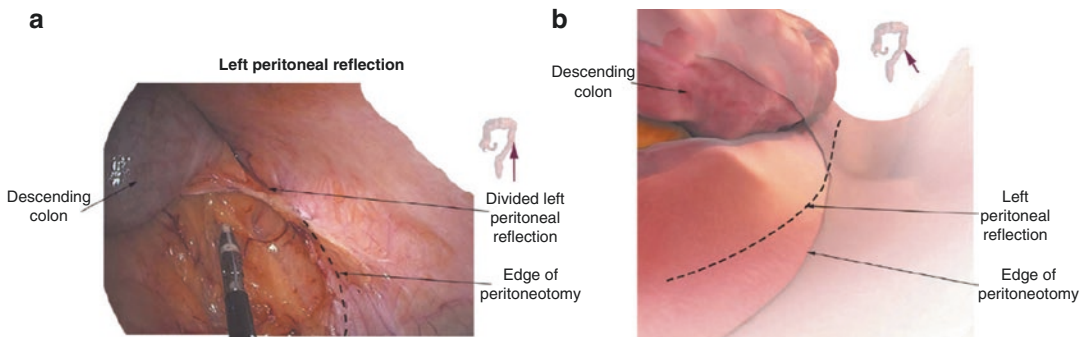 a
Left peritoneal reflection
Descending
colon
Divided left
peritoneal
reflection
Edge of
peritoneotomy
b
Descending
colon
Left
peritoneal
reflection
Edge of
peritoneotomy